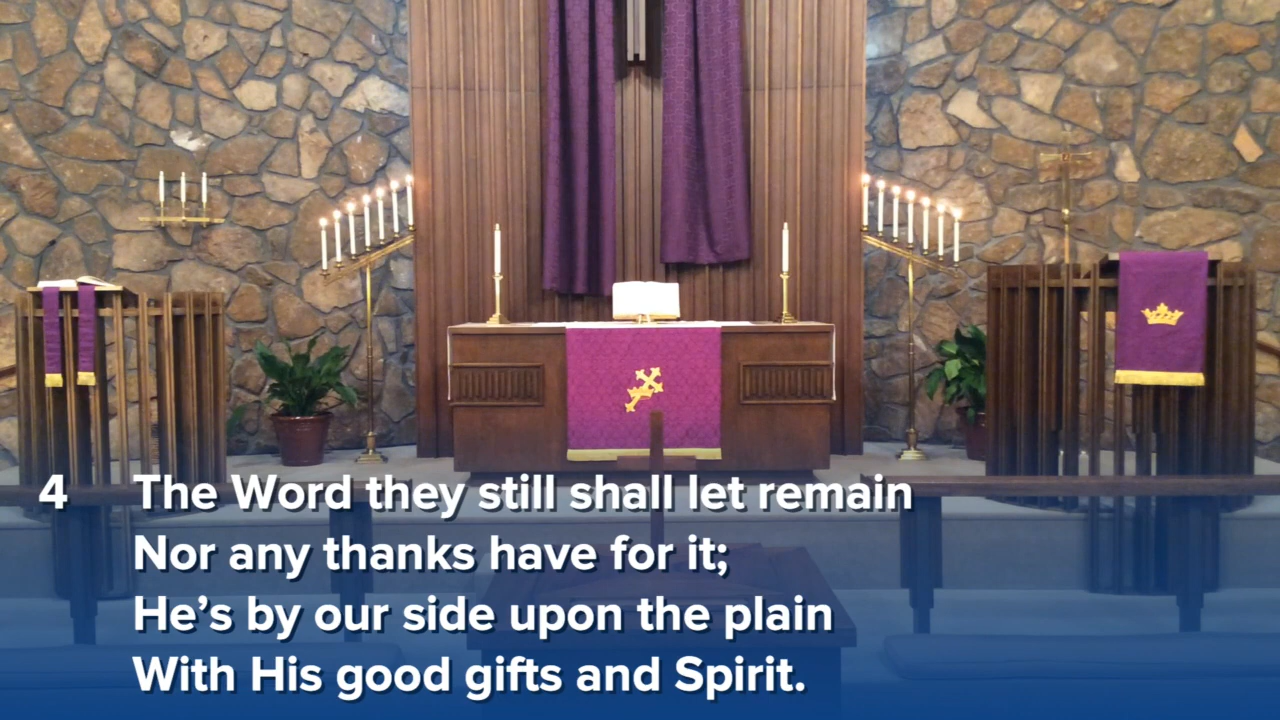 4 The Word they still shall let remain
Nor any thanks have for it;
He’s by our side upon the plain
With His good gifts and Spirit.